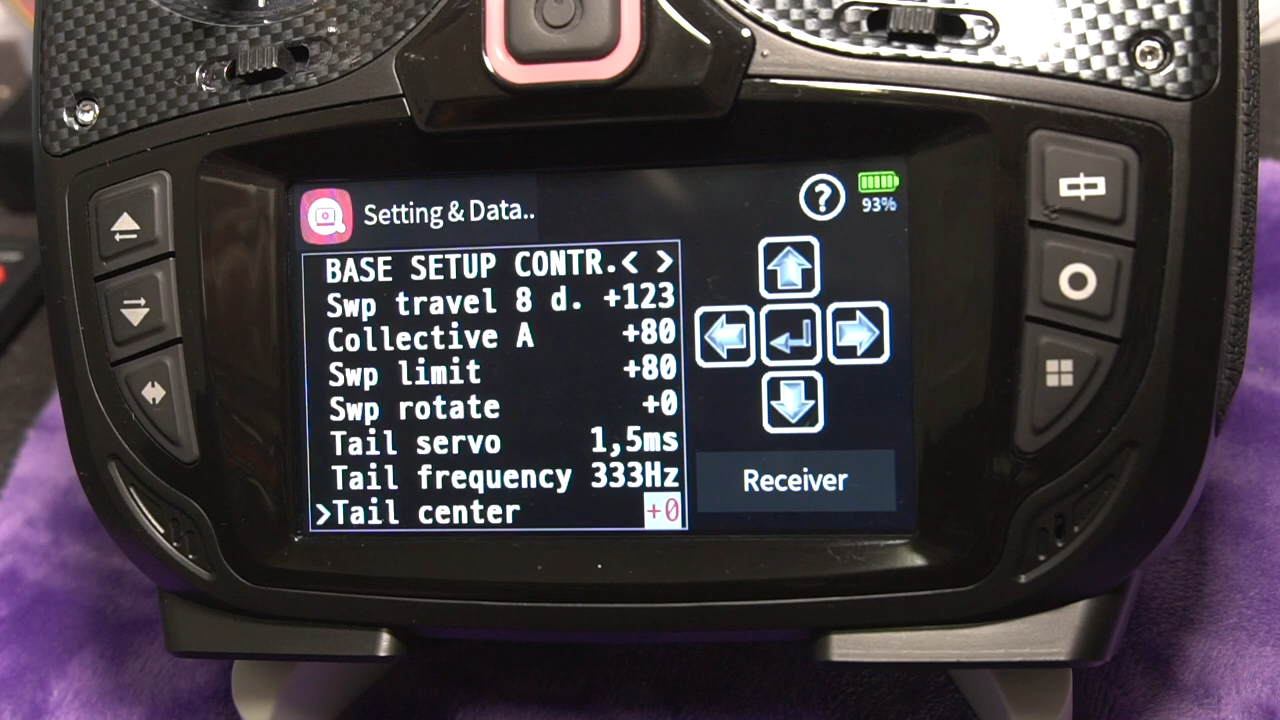 Setting & Data..
?
93%
BASE SETUP CONTR.< >
Swp travel 8 d. +123
Collective A +80
Swp limit +80
Swp rotate +0
Tail servo 1,5ms
Tail frequency 333Hz
>Tail center +0
Receiver